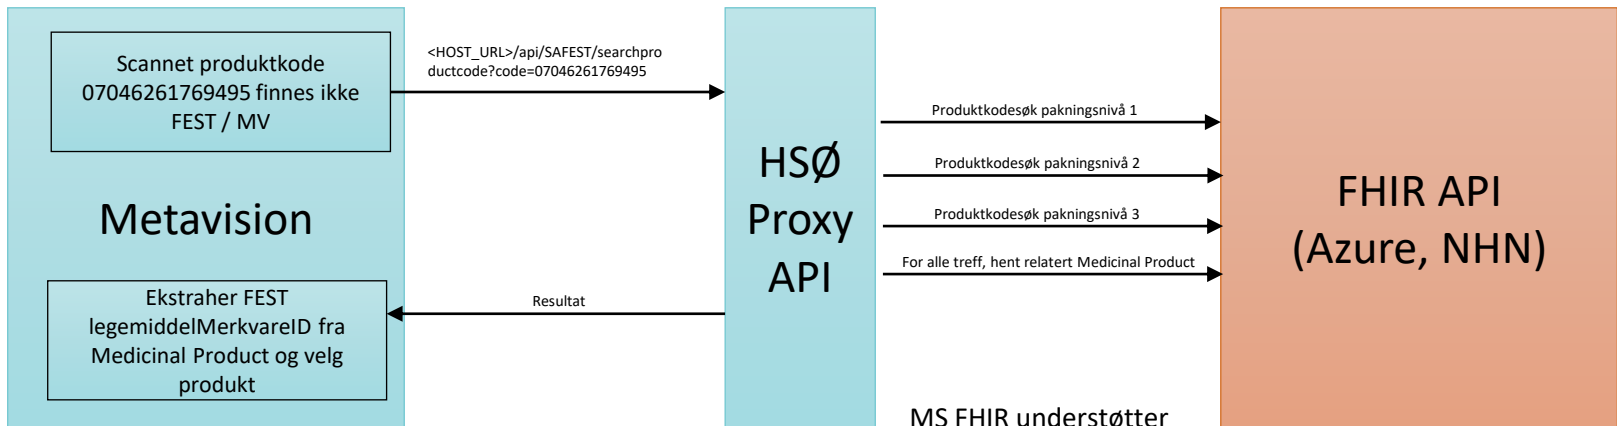 Scannet produktkode
07046261769495 finnes ikke
FEST / MV
Metavision
Ekstraher FEST
legemiddelMerkvareID fra
Medicinal Product og velg
produkt
<HOST_URL>/api/SAFEST/searchpro
ductcode?code=07046261769495
Resultat
HSØ
Proxy
API
Produktkodesøk pakningsnivå 1
Produktkodesøk pakningsnivå 2
Produktkodesøk pakningsnivå 3
For alle treff, hent relatert Medicinal Product
MS FHIR understøtter
FHIR API
(Azure, NHN)